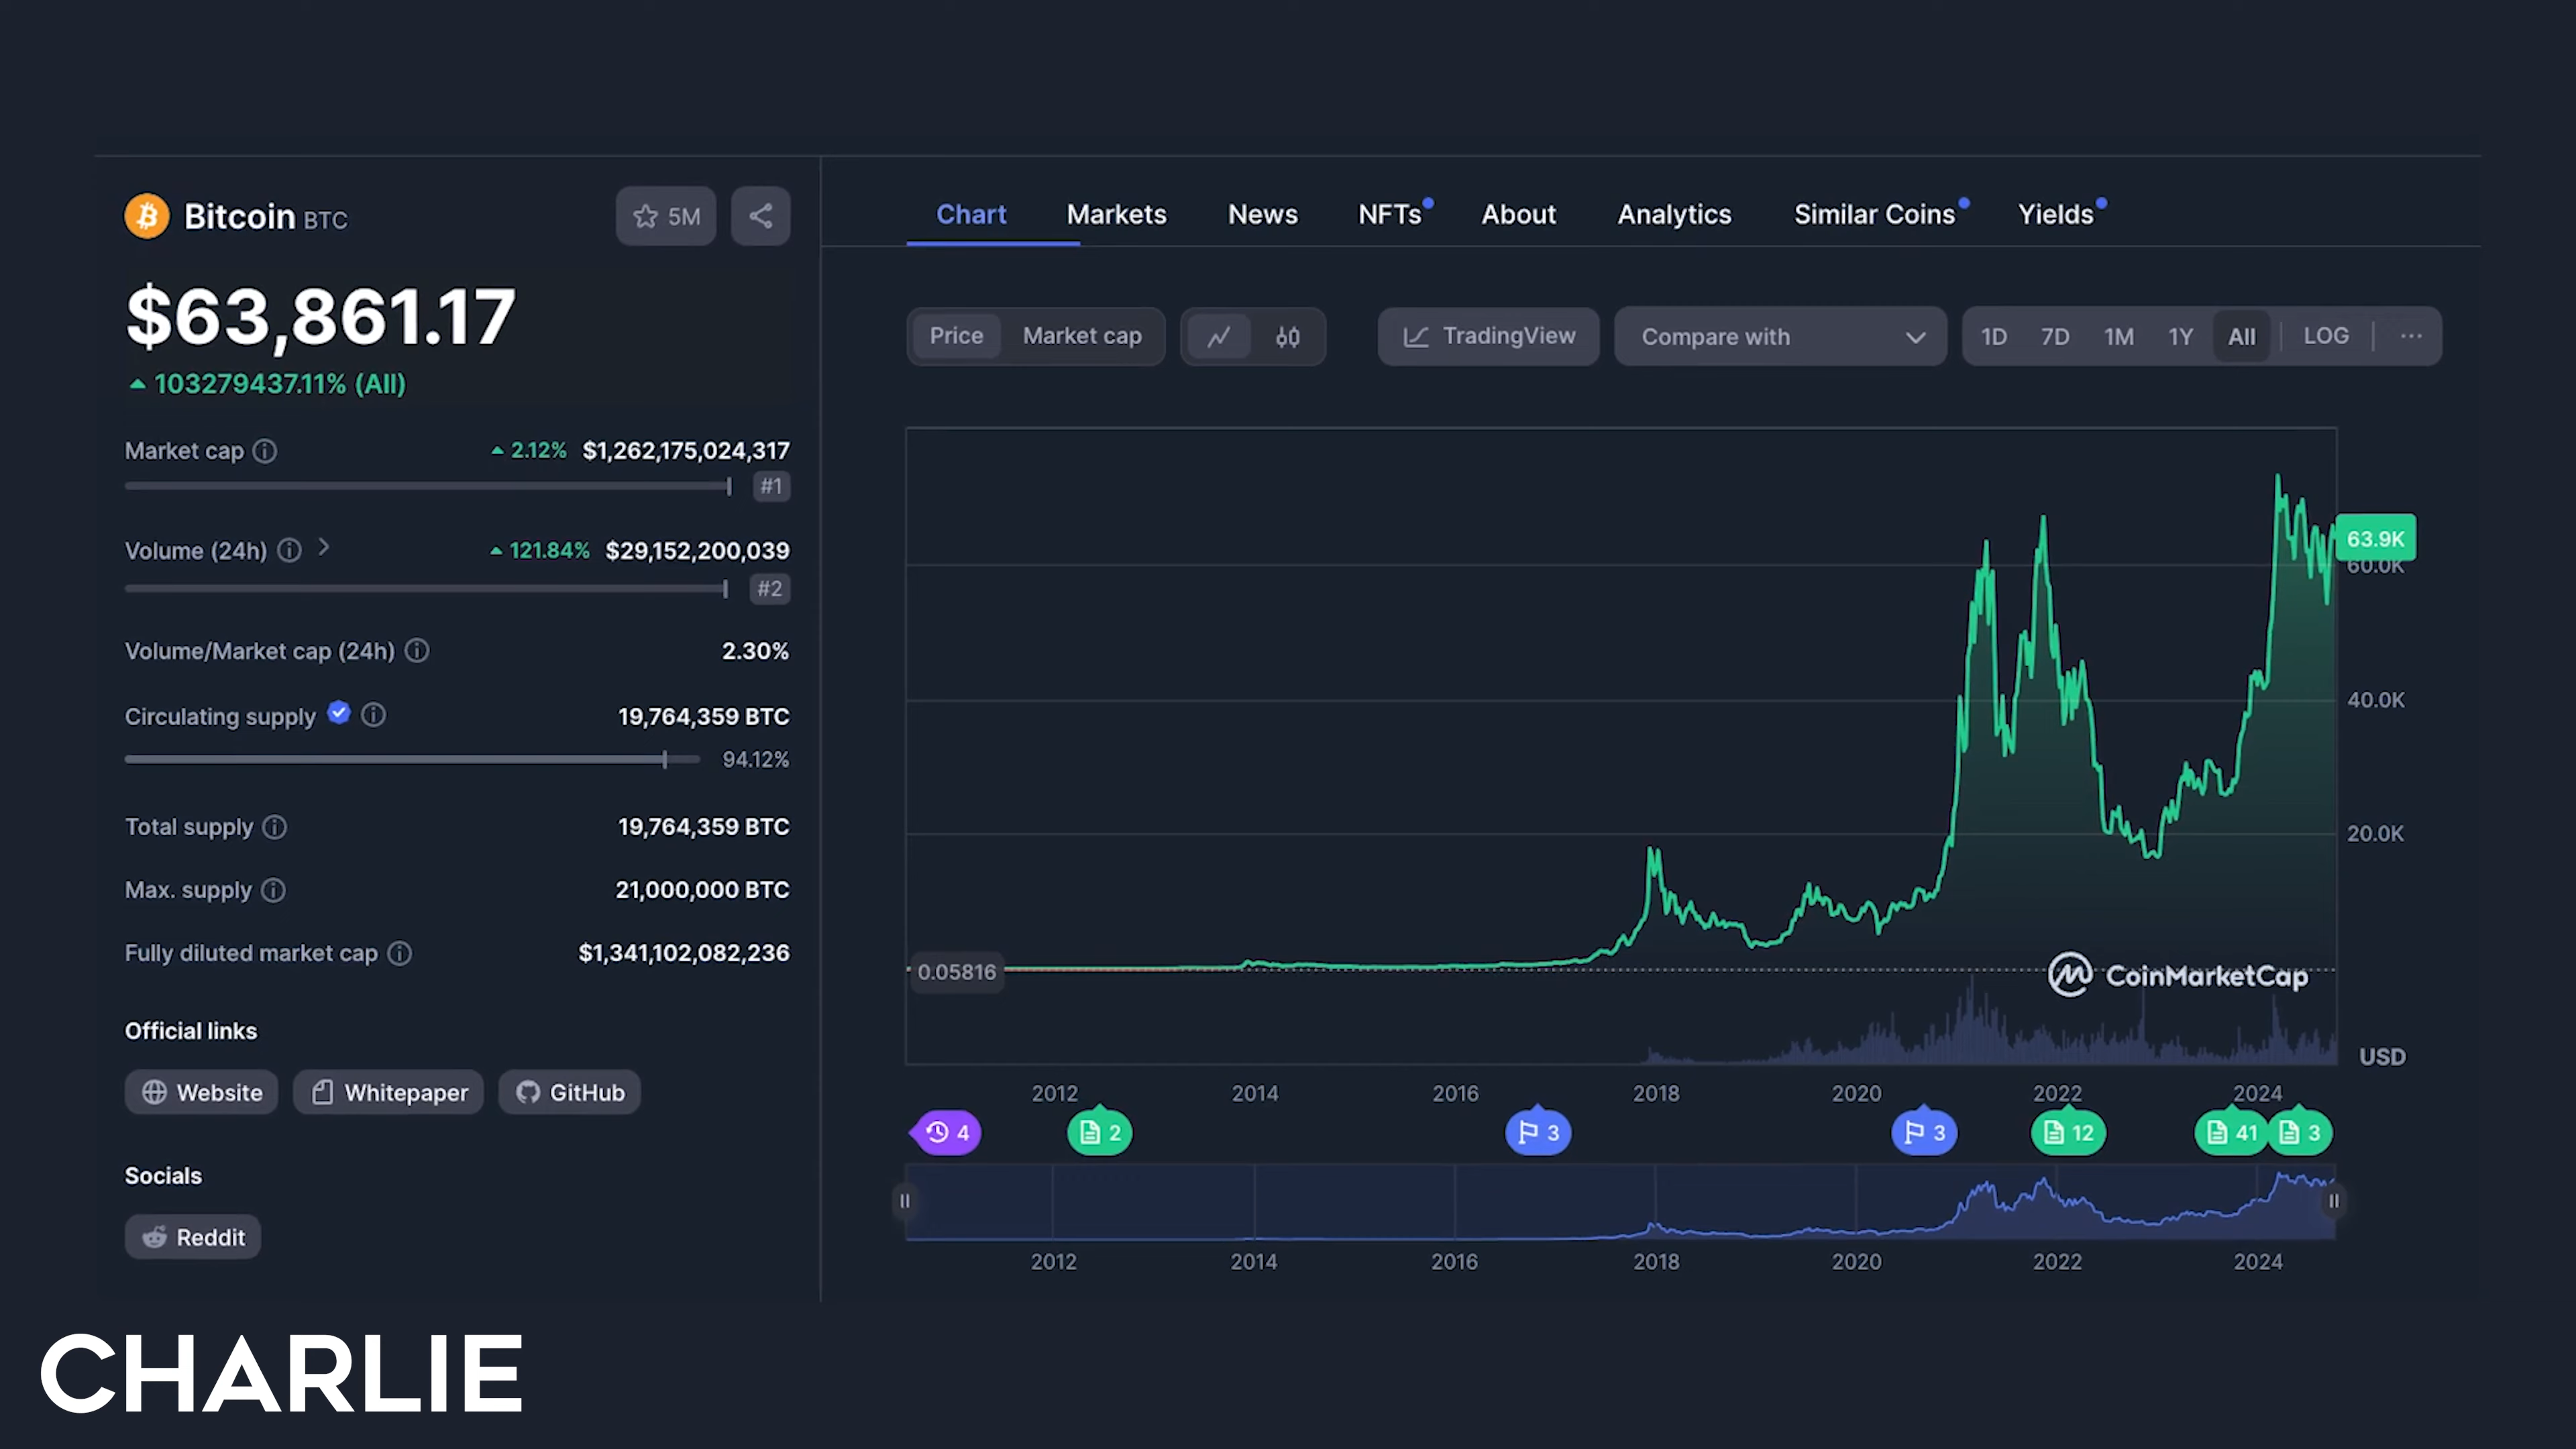 Bitcoin BTC
5M
$63,861.17
103279437.11% (All)
Market cap 2.12% $1,262,175,024,317
#1
Volume (24h) 121.84% $29,152,200,039
#2
Volume/Market cap (24h) 2.30%
Circulating supply 19,764,359 BTC
94.12%
Total supply 19,764,359 BTC
Max. supply 21,000,000 BTC
Fully diluted market cap $1,341,102,082,236
Official links
Website Whitepaper GitHub
Socials
Reddit
Chart Markets News NFTs About Analytics Similar Coins Yields
Price Market cap TradingView Compare with 1D 7D 1M 1Y All LOG ...
63.9K
60.0K
40.0K
20.0K
0.05816
CoinMarketCap
USD
2012 2014 2016 2018 2020 2022 2024
4 2 3 3 12 41 3
2012 2014 2016 2018 2020 2022 2024
CHARLIE